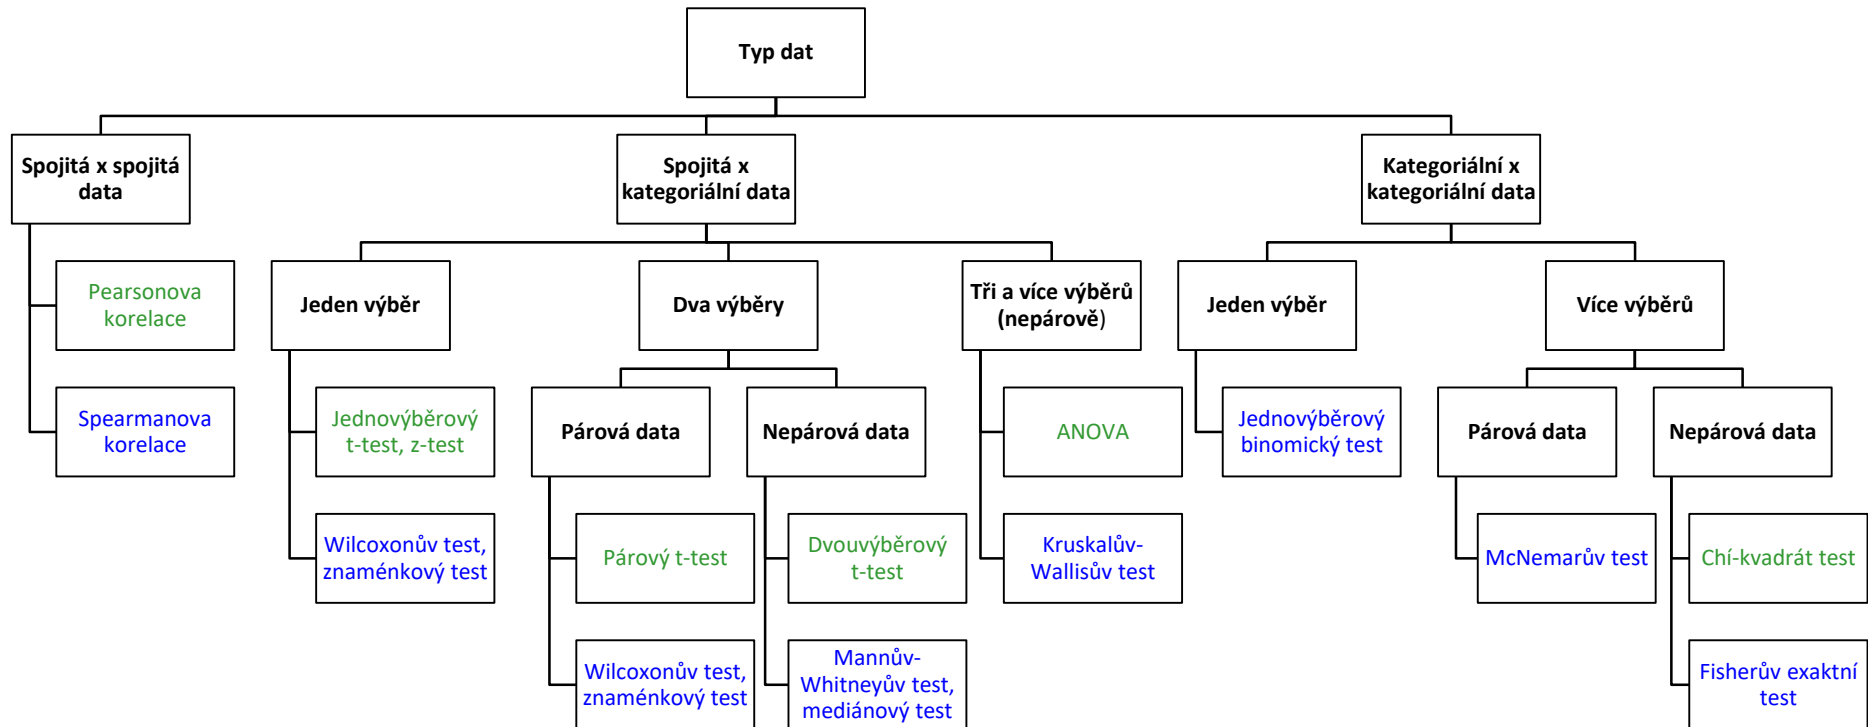 Typ dat
Spojitá x spojitá
data
Spojitá x
kategoriální data
Kategoriální x
kategoriální data
Pearsonova
korelace
Spearmanova
korelace
Jeden výběr
Jednovýběrový
t-test, z-test
Wilcoxonův test,
znaménkový test
Dva výběry
Párová data
Párový t-test
Wilcoxonův test,
znaménkový test
Nepárová data
Dvouvýběrový
t-test
Mannův-
Whitneyův test,
mediánový test
Tři a více výběrů
(nepárově)
ANOVA
Kruskalův-
Wallisův test
Jeden výběr
Jednovýběrový
binomický test
Více výběrů
Párová data
McNemarův test
Nepárová data
Chí-kvadrát test
Fisherův exaktní
test